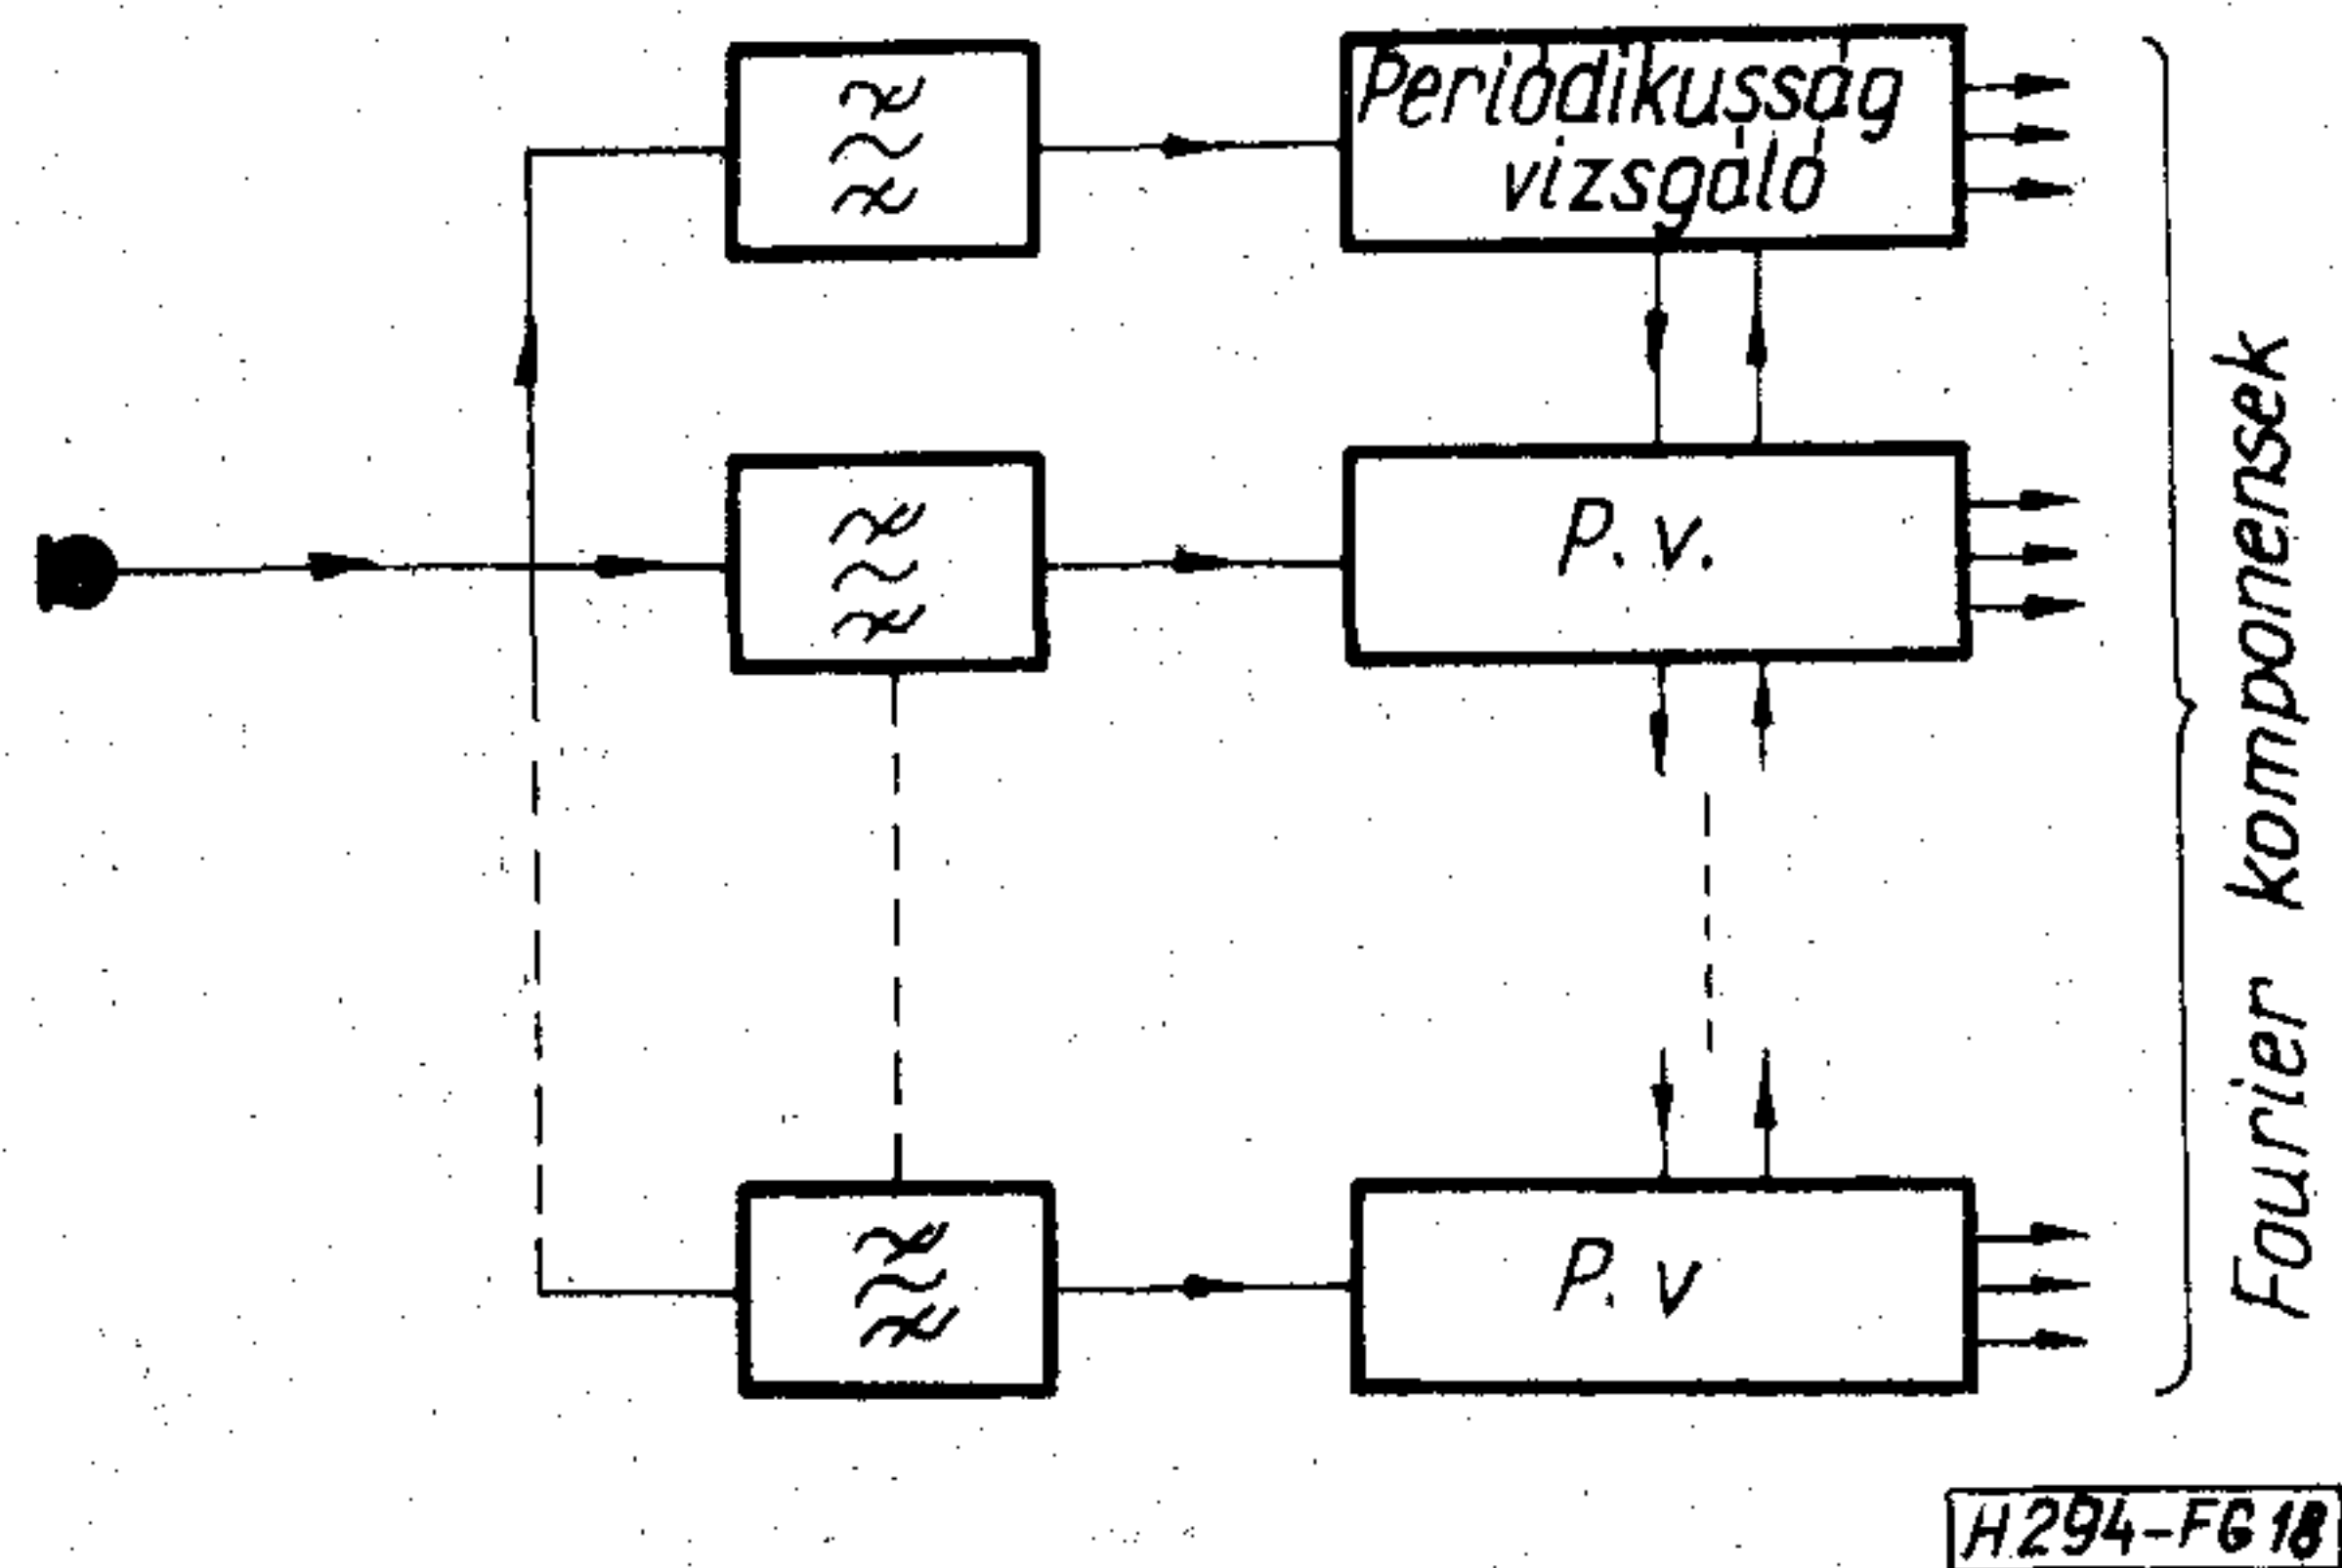 Periódikusság
vizsgáló
P. v.
P. v
Fourier komponensek
H294-FG18